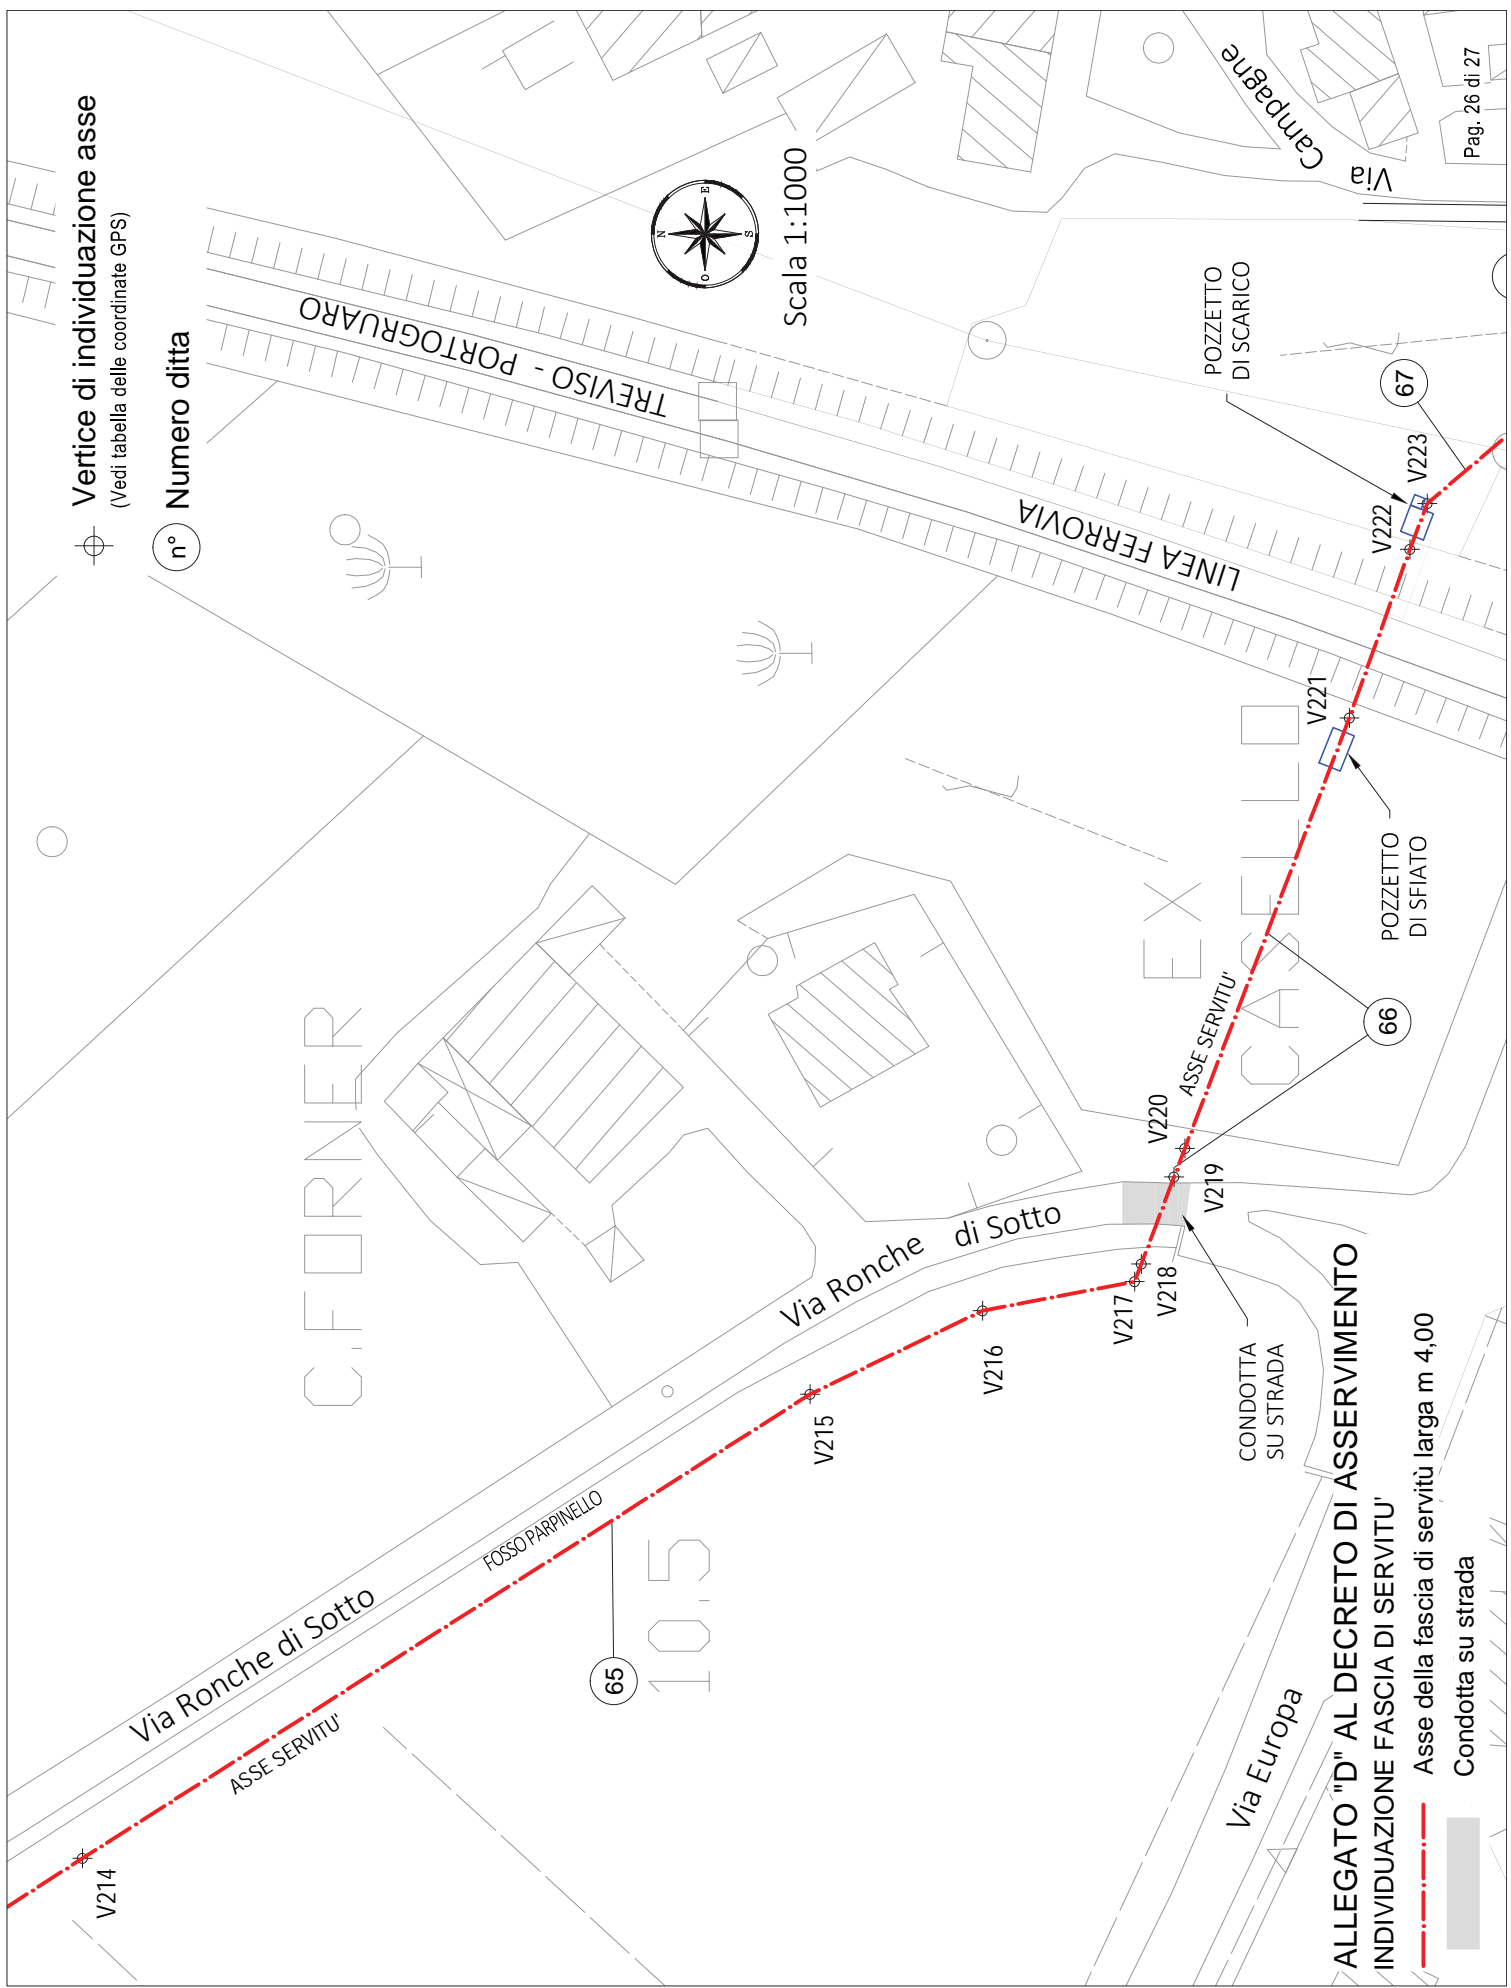 Vertice di individuazione asse
(Vedi tabella delle coordinate GPS)
n°
Numero ditta
TREVISO - PORTOGRUARO
LINEA FERROVIA
N
E
S
O
Scala 1:1000
Via
Campagne
Pag. 26 di 27
C.FORNER
EX
CASELLO
10.5
Via Ronche di Sotto
Via Ronche di Sotto
FOSSO PARPINELLO
ASSE SERVITU'
ASSE SERVITU'
V214
V215
V216
V217
V218
V219
V220
V221
V222
V223
65
66
67
POZZETTO
DI SCARICO
POZZETTO
DI SFIATO
CONDOTTA
SU STRADA
Via Europa
ALLEGATO "D" AL DECRETO DI ASSERVIMENTO
INDIVIDUAZIONE FASCIA DI SERVITU'
Asse della fascia di servitù larga m 4,00
Condotta su strada